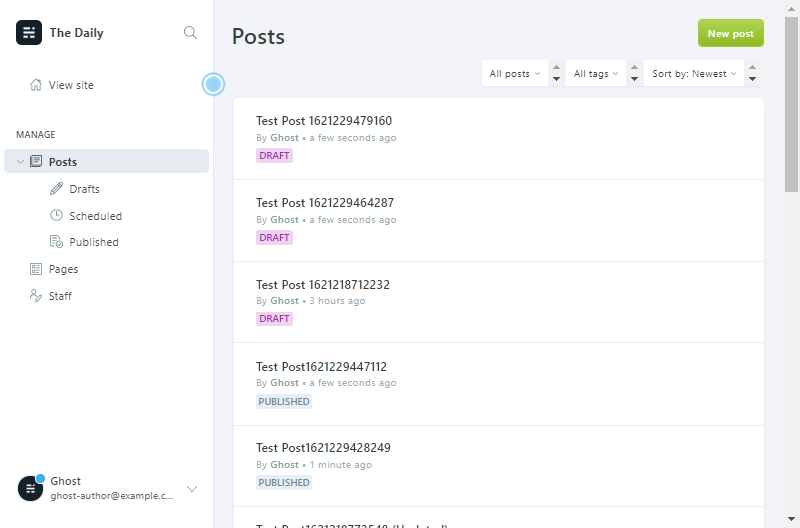 The Daily
View site
MANAGE
Posts
Drafts
Scheduled
Published
Pages
Staff
Ghost
ghost-author@example.c...
Posts
New post
All posts
All tags
Sort by: Newest
Test Post 1621229479160
By Ghost • a few seconds ago
DRAFT
Test Post 1621229464287
By Ghost • a few seconds ago
DRAFT
Test Post 1621218712232
By Ghost • 3 hours ago
DRAFT
Test Post1621229447112
By Ghost • a few seconds ago
PUBLISHED
Test Post1621229428249
By Ghost • 1 minute ago
PUBLISHED